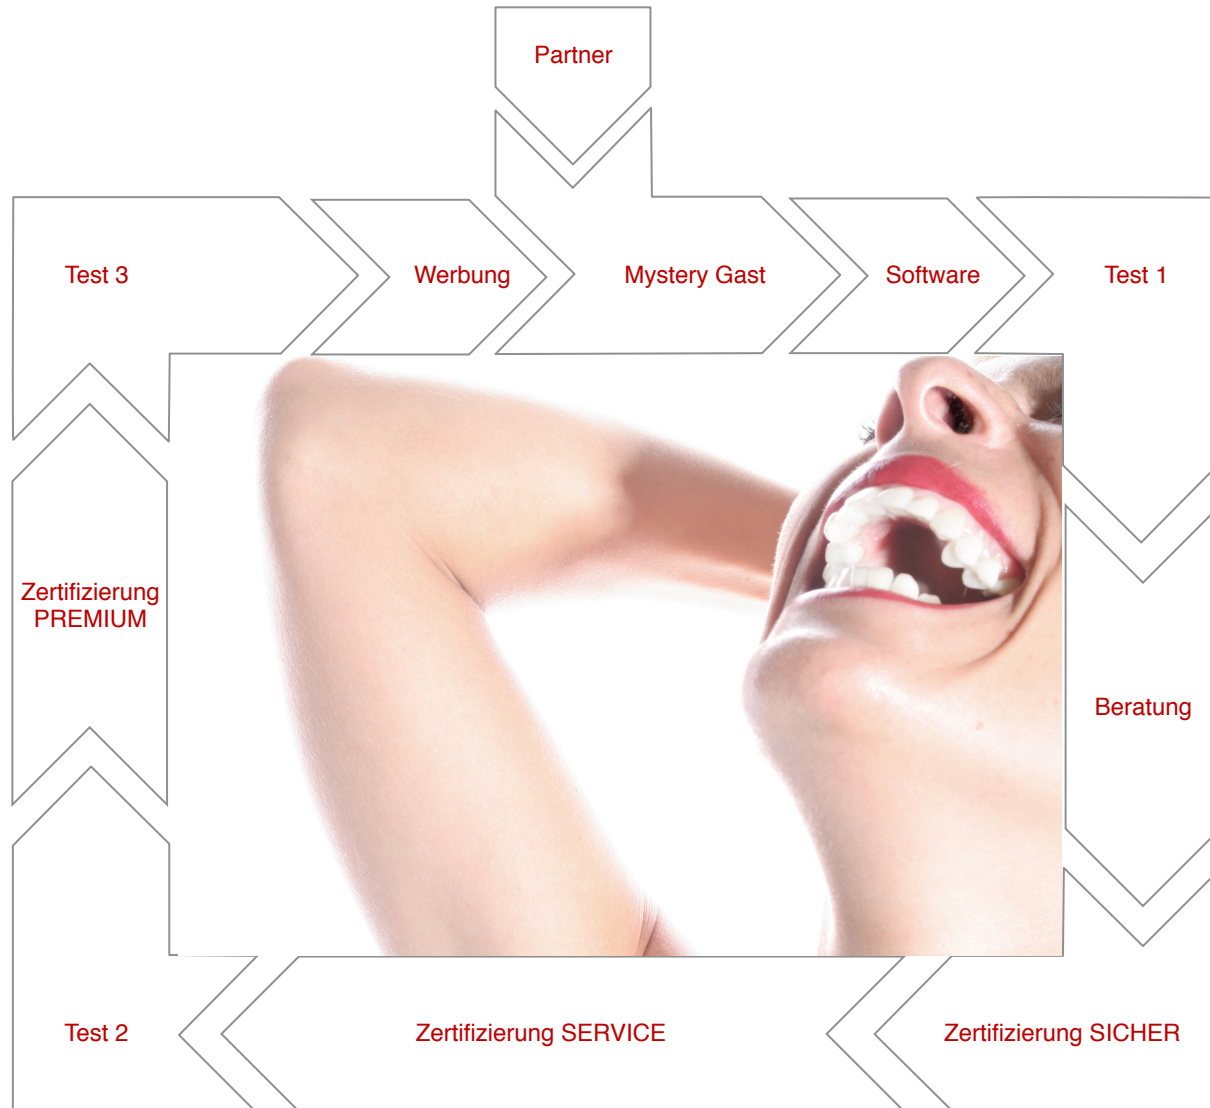 Partner
Test 3
Werbung
Mystery Gast
Software
Test 1
Zertifizierung
PREMIUM
Beratung
Test 2
Zertifizierung SERVICE
Zertifizierung SICHER